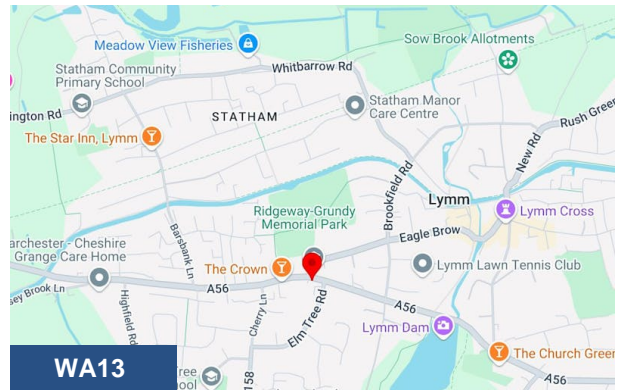 Sow Brook Allotments
Meadow View Fisheries
Whitbarrow Rd
Statham Community
Primary School
Statham Manor
Care Centre
ington Rd
STATHAM
Rush Green
The Star Inn, Lymm
New Rd
Brookfield Rd
Lymm
Lymm Cross
Ridgeway-Grundy
Memorial Park
Eagle Brow
Barsbank Ln
archester - Cheshire
Grange Care Home
The Crown
Lymm Lawn Tennis Club
sey Brook Ln
A56
Highfield Rd
Cherry Ln
Elm Tree Rd
A56
Lymm Dam
The Church Green
A56
WA13
ree
ool
158